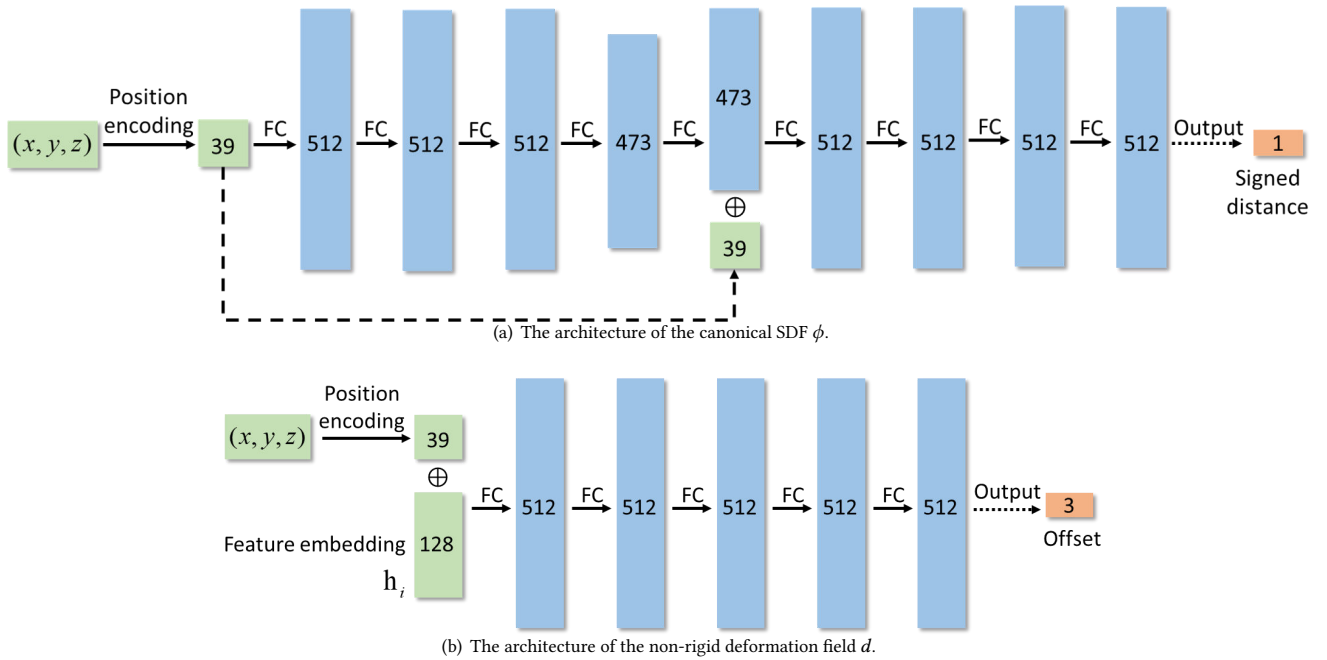 Position
encoding
(x, y, z)
39
FC
512
FC
512
FC
512
FC
473
FC
473
⊕
39
FC
512
FC
512
FC
512
FC
512
Output
1
Signed
distance
(a) The architecture of the canonical SDF ϕ.
Position
encoding
(x, y, z)
39
⊕
Feature embedding
h_i
128
FC
512
FC
512
FC
512
FC
512
FC
512
Output
3
Offset
(b) The architecture of the non-rigid deformation field d.